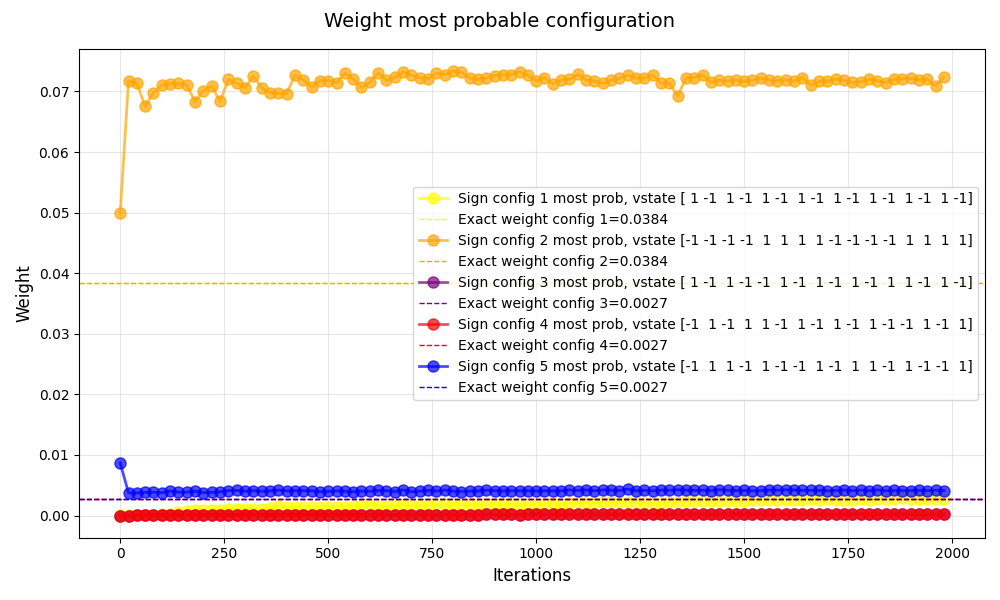 Weight most probable configuration
Weight
0.07
0.06
0.05
0.04
0.03
0.02
0.01
0.00
Sign config 1 most prob, vstate [ 1 -1  1 -1  1 -1  1 -1  1 -1  1 -1  1 -1  1 -1]
Exact weight config 1=0.0384
Sign config 2 most prob, vstate [-1 -1 -1 -1  1  1  1  1 -1 -1 -1 -1  1  1  1  1]
Exact weight config 2=0.0384
Sign config 3 most prob, vstate [ 1 -1  1 -1 -1  1 -1  1  1 -1  1 -1  1 -1  1 -1]
Exact weight config 3=0.0027
Sign config 4 most prob, vstate [-1  1 -1  1  1 -1  1 -1  1 -1  1 -1 -1  1 -1  1]
Exact weight config 4=0.0027
Sign config 5 most prob, vstate [-1  1  1 -1  1 -1 -1  1  1 -1  1  1 -1  1 -1 -1  1]
Exact weight config 5=0.0027
0 250 500 750 1000 1250 1500 1750 2000
Iterations